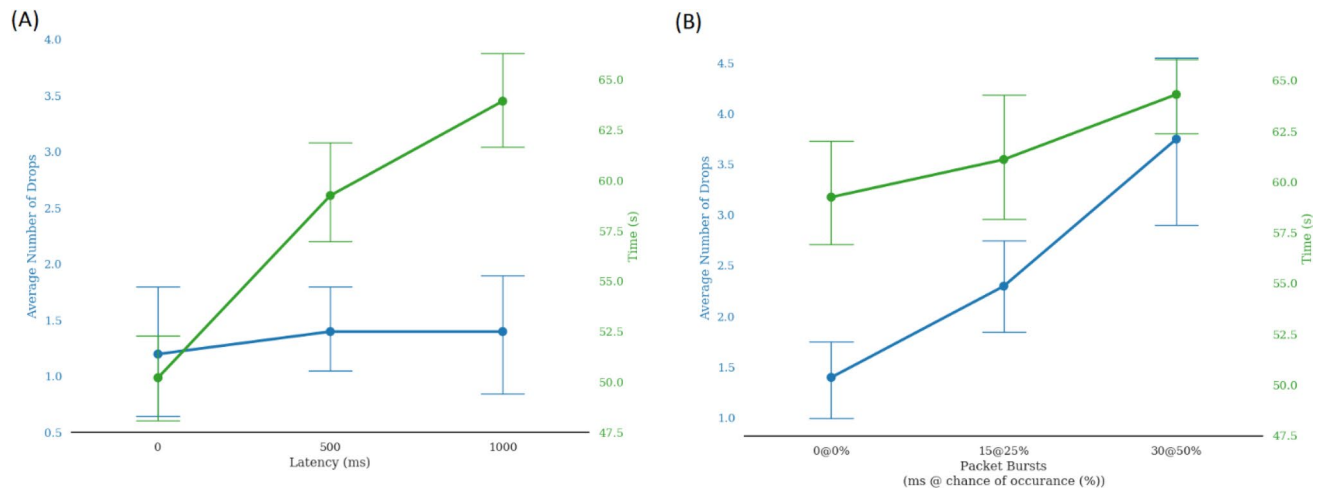 (A)
4.0
3.5
3.0
2.5
2.0
1.5
1.0
0.5
Average Number of Drops
65.0
62.5
60.0
57.5
55.0
52.5
50.0
47.5
Time (s)
0 500 1000
Latency (ms)
(B)
4.5
4.0
3.5
3.0
2.5
2.0
1.5
1.0
Average Number of Drops
65.0
62.5
60.0
57.5
55.0
52.5
50.0
47.5
Time (s)
0@0% 15@25% 30@50%
Packet Bursts
(ms @ chance of occurance (%))